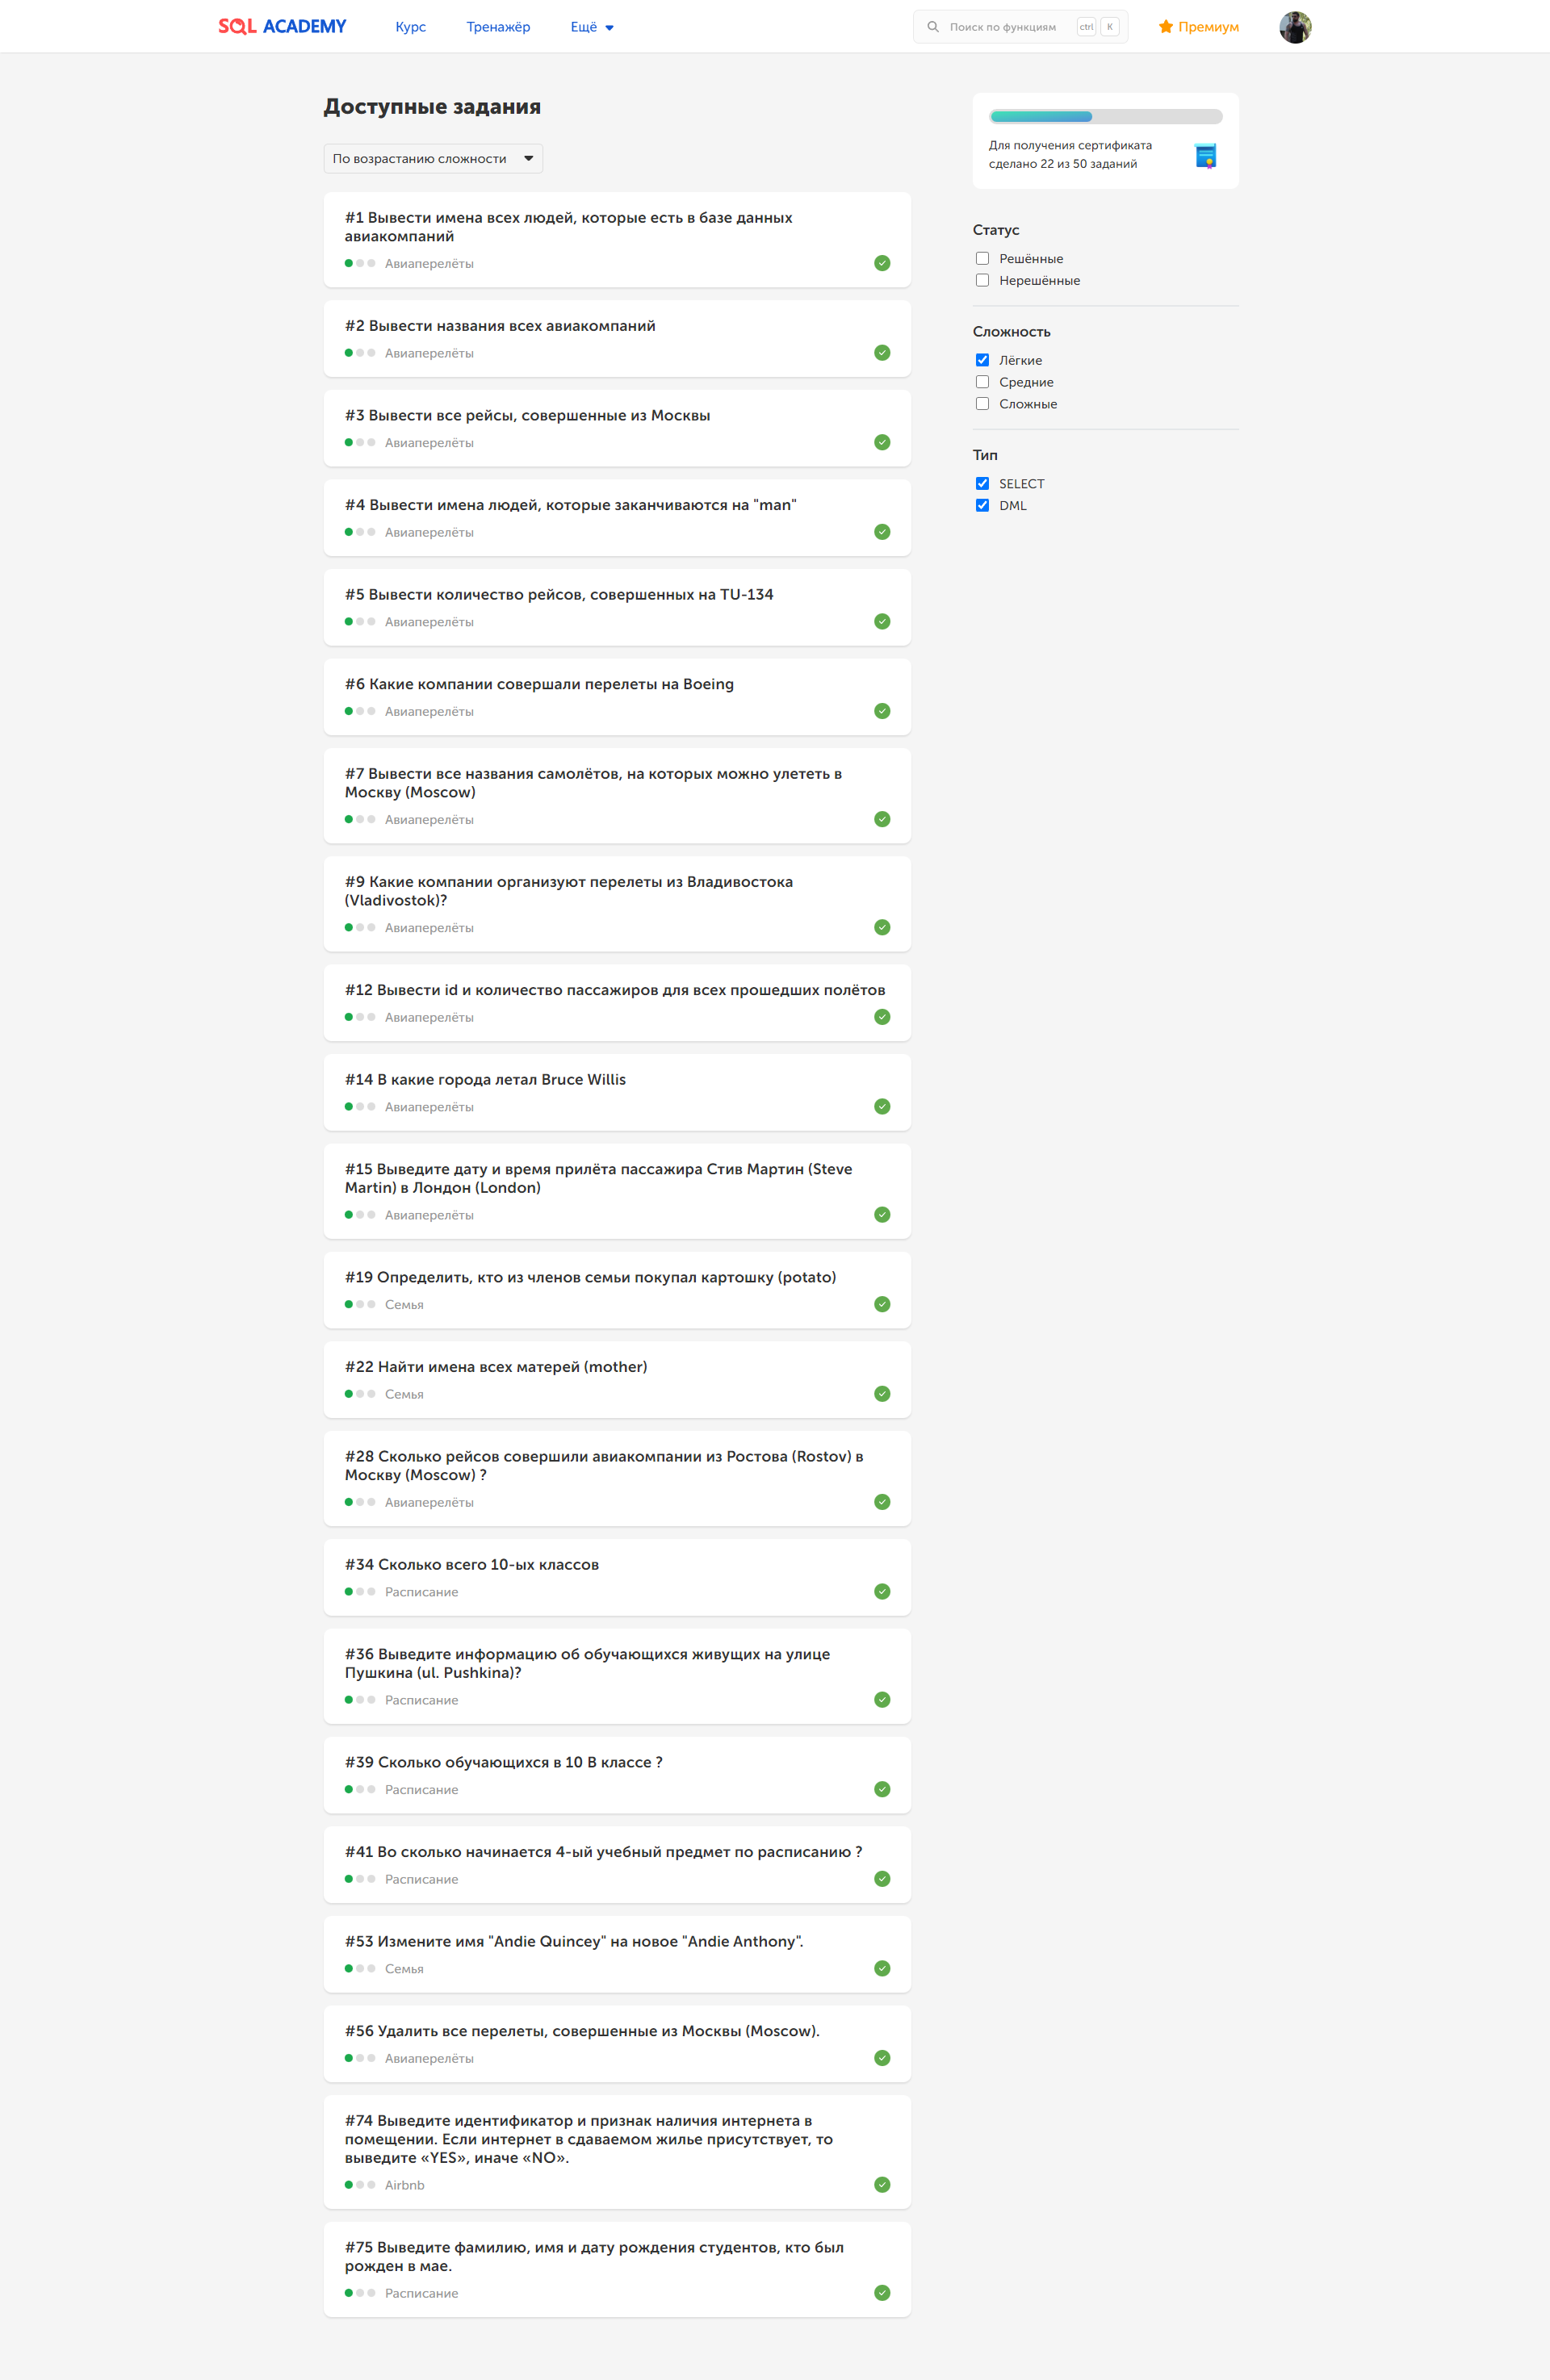 SQL ACADEMY
Курс
Тренажёр
Ещё
Поиск по функциям
ctrl
K
Премиум
Доступные задания
По возрастанию сложности
#1 Вывести имена всех людей, которые есть в базе данных
авиакомпаний
Авиаперелёты
#2 Вывести названия всех авиакомпаний
Авиаперелёты
#3 Вывести все рейсы, совершенные из Москвы
Авиаперелёты
#4 Вывести имена людей, которые заканчиваются на "man"
Авиаперелёты
#5 Вывести количество рейсов, совершенных на TU-134
Авиаперелёты
#6 Какие компании совершали перелеты на Boeing
Авиаперелёты
#7 Вывести все названия самолётов, на которых можно улететь в
Москву (Moscow)
Авиаперелёты
#9 Какие компании организуют перелеты из Владивостока
(Vladivostok)?
Авиаперелёты
#12 Вывести id и количество пассажиров для всех прошедших полётов
Авиаперелёты
#14 В какие города летал Bruce Willis
Авиаперелёты
#15 Выведите дату и время прилёта пассажира Стив Мартин (Steve
Martin) в Лондон (London)
Авиаперелёты
#19 Определить, кто из членов семьи покупал картошку (potato)
Семья
#22 Найти имена всех матерей (mother)
Семья
#28 Сколько рейсов совершили авиакомпании из Ростова (Rostov) в
Москву (Moscow) ?
Авиаперелёты
#34 Сколько всего 10-ых классов
Расписание
#36 Выведите информацию об обучающихся живущих на улице
Пушкина (ul. Pushkina)?
Расписание
#39 Сколько обучающихся в 10 B классе ?
Расписание
#41 Во сколько начинается 4-ый учебный предмет по расписанию ?
Расписание
#53 Измените имя "Andie Quincey" на новое "Andie Anthony".
Семья
#56 Удалить все перелеты, совершенные из Москвы (Moscow).
Авиаперелёты
#74 Выведите идентификатор и признак наличия интернета в
помещении. Если интернет в сдаваемом жилье присутствует, то
выведите «YES», иначе «NO».
Airbnb
#75 Выведите фамилию, имя и дату рождения студентов, кто был
рожден в мае.
Расписание
Для получения сертификата
сделано 22 из 50 заданий
Статус
Решённые
Нерешённые
Сложность
Лёгкие
Средние
Сложные
Тип
SELECT
DML